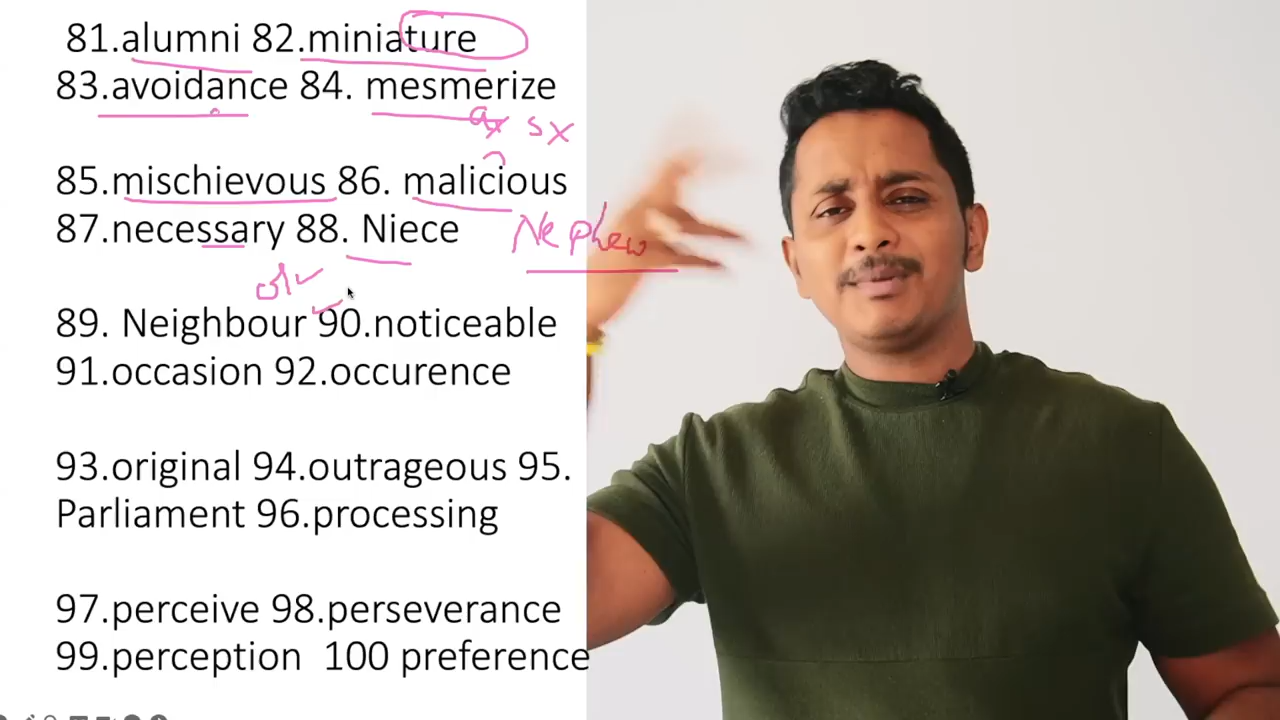 81.alumni 82.miniature
83.avoidance 84. mesmerize
a x s x
85.mischievous 86. malicious
87.necessary 88. Niece Nephew
89. Neighbour 90.noticeable
91.occasion 92.occurence
93.original 94.outrageous 95.
Parliament 96.processing
97.perceive 98.perseverance
99.perception 100 preference